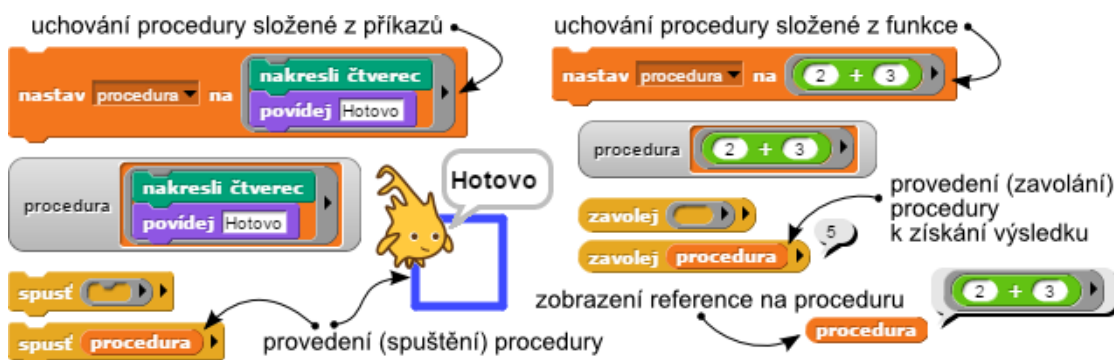 uchování procedury složené z příkazů
nastav procedura na nakresli čtverec
povídej Hotovo
procedura nakresli čtverec
povídej Hotovo
Hotovo
spusť
spusť procedura
provedení (spuštění) procedury
uchování procedury složené z funkce
nastav procedura na 2 + 3
procedura 2 + 3
zavolej
zavolej procedura
5
provedení (zavolání)
procedury
k získání výsledku
zobrazení reference na proceduru
procedura
2 + 3